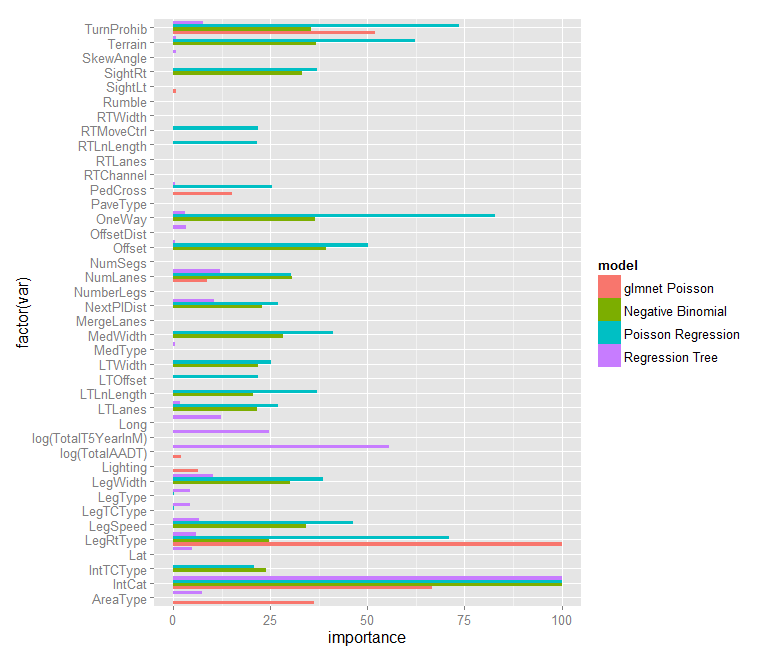 factor(var)
TurnProhib
Terrain
SkewAngle
SightRt
SightLt
Rumble
RTWidth
RTMoveCtrl
RTLnLength
RTLanes
RTChannel
PedCross
PaveType
OneWay
OffsetDist
Offset
NumSegs
NumLanes
NumberLegs
NextPIDist
MergeLanes
MedWidth
MedType
LTWidth
LTOffset
LTLnLength
LTLanes
Long
log(TotalT5YearInM)
log(TotalAADT)
Lighting
LegWidth
LegType
LegTCType
LegSpeed
LegRtType
Lat
IntTCType
IntCat
AreaType
0 25 50 75 100
importance
model
glmnet Poisson
Negative Binomial
Poisson Regression
Regression Tree